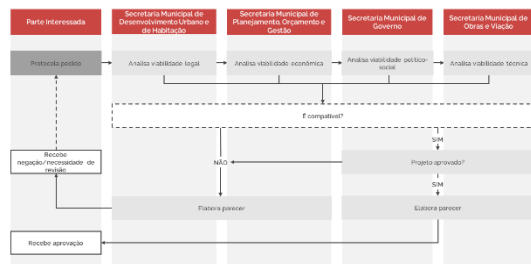 Parte Interessada
Secretaria Municipal de
Desenvolvimento Urbano e
de Habitação
Secretaria Municipal de
Planejamento, Orçamento e
Gestão
Secretaria Municipal de
Governo
Secretaria Municipal de
Obras e Viação
Protocola pedido
Analisa viabilidade legal
Analisa viabilidade econômica
Analisa viabilidade político-
social
Analisa viabilidade técnica
É compatível?
SIM
Recebe
negação/necessidade de
revisão
NÃO
Projeto aprovado?
SIM
Elabora parecer
Elabora parecer
Recebe aprovação